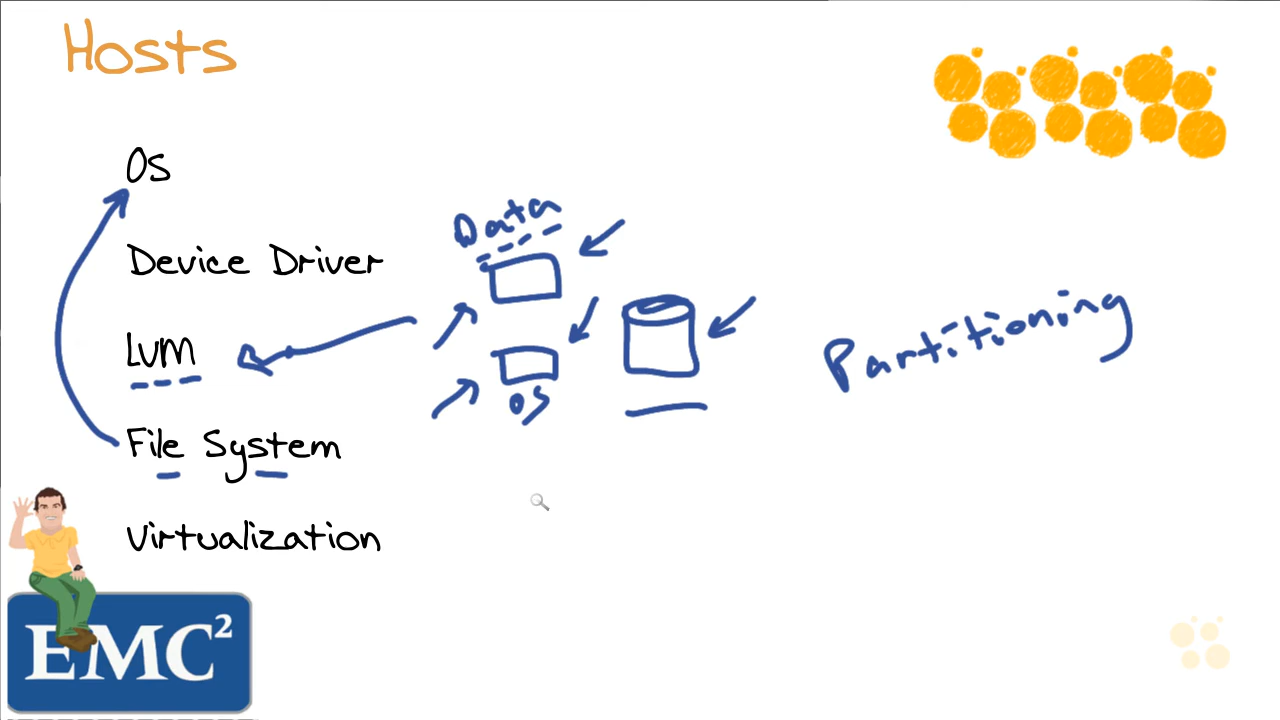 Hosts
OS
Device Driver
LVM
File System
Virtualization
Data
OS
Partitioning
EMC²